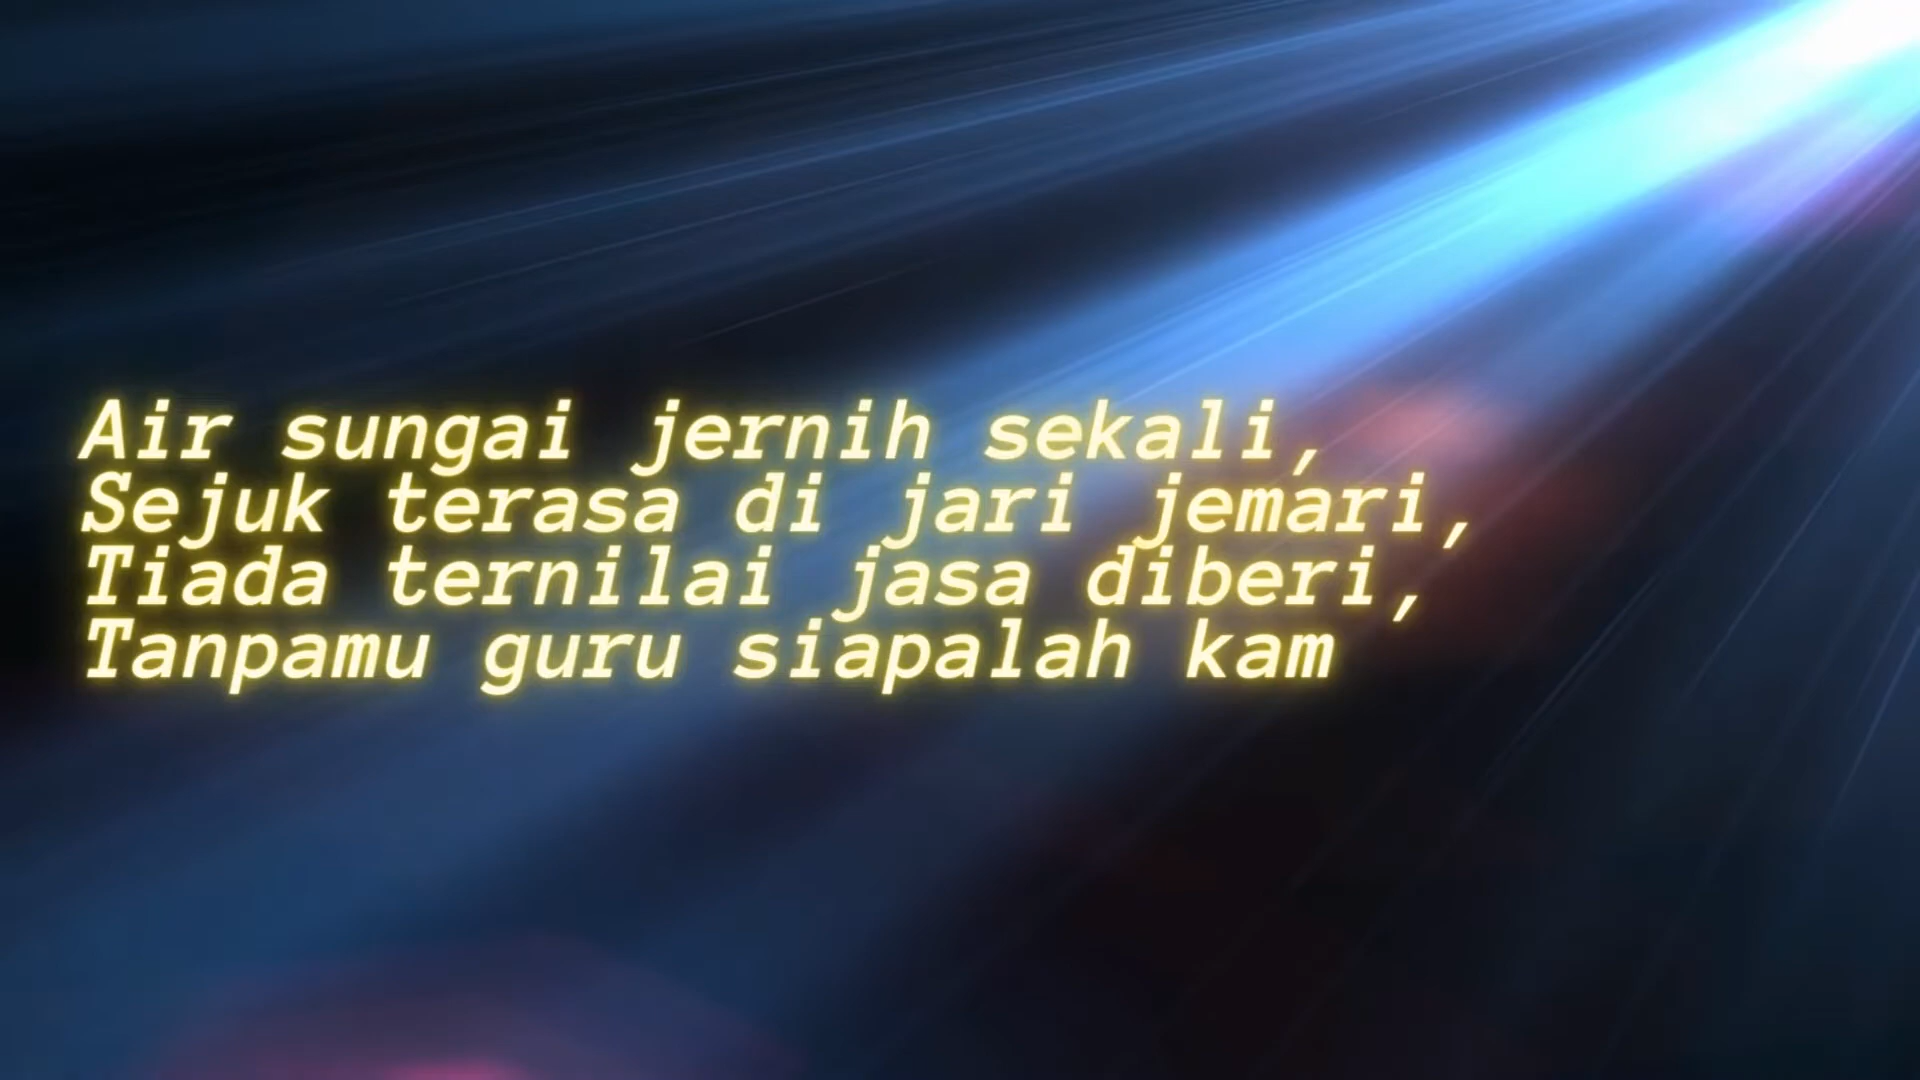 Air sungai jernih sekali,
Sejuk terasa di jari jemari,
Tiada ternilai jasa diberi,
Tanpamu guru siapalah kam